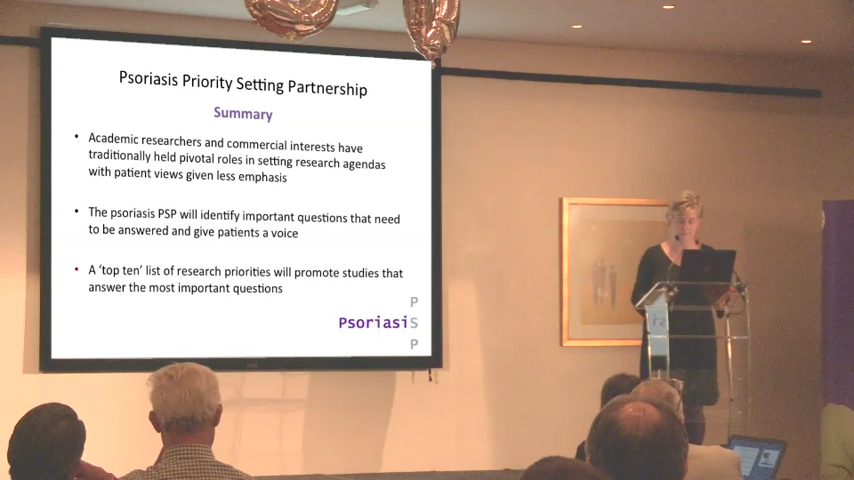 Psoriasis Priority Setting Partnership
Summary
• Academic researchers and commercial interests have
traditionally held pivotal roles in setting research agendas
with patient views given less emphasis
• The psoriasis PSP will identify important questions that need
to be answered and give patients a voice
• A 'top ten' list of research priorities will promote studies that
answer the most important questions
P
PsoriasiS
P